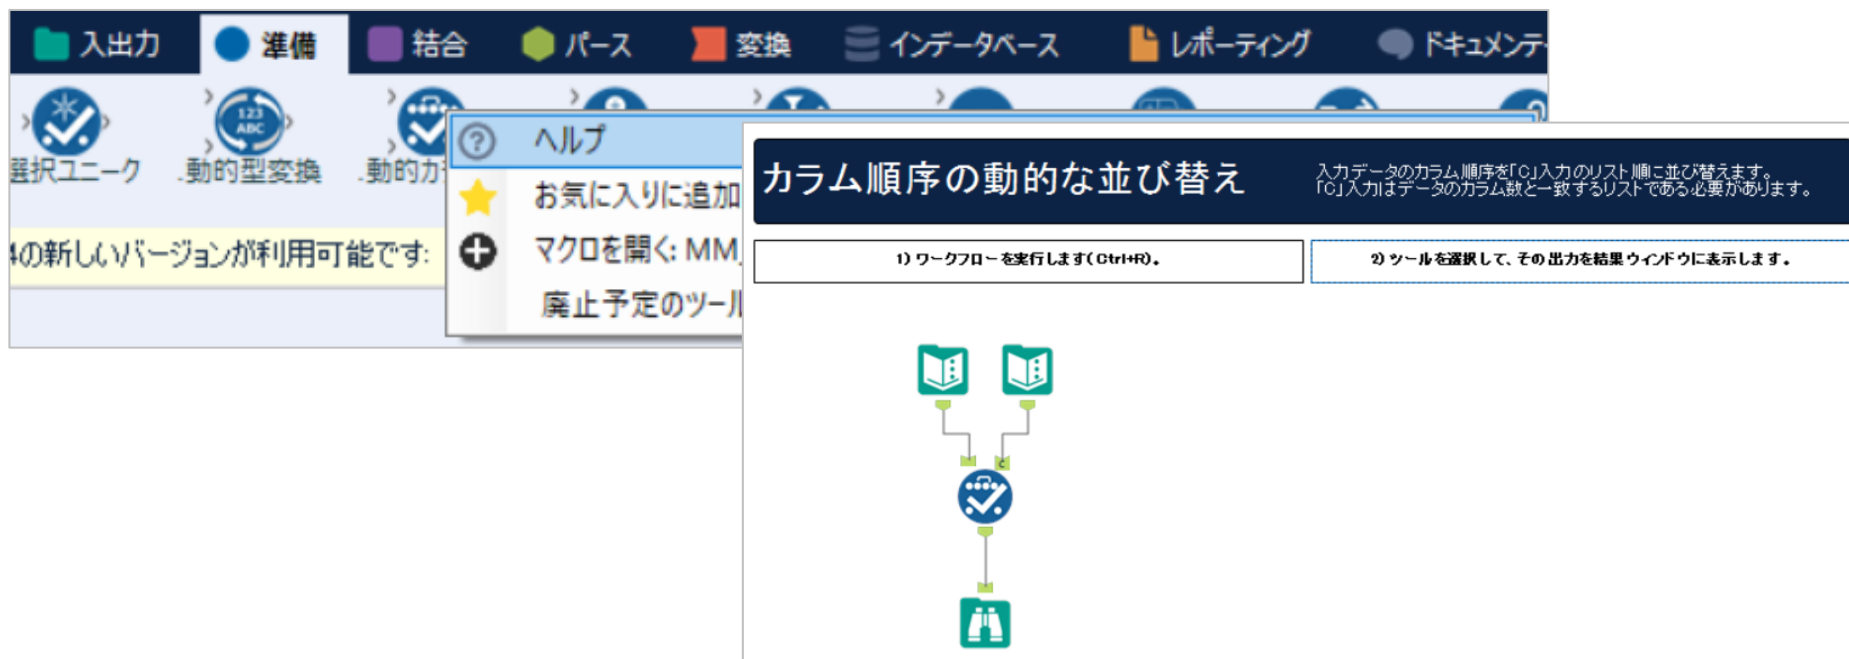 入出力
準備
結合
パース
変換
インデータベース
レポーティング
ドキュメンテ
123
ABC
選択ユニーク
.動的型変換
.動的カ
ヘルプ
お気に入りに追加
マクロを開く: MM_
廃止予定のツール
4の新しいバージョンが利用可能です:
カラム順序の動的な並び替え
入力データのカラム順序を「C」入力のリスト順に並び替えます。
「C」入力はデータのカラム数と一致するリストである必要があります。
1) ワークフローを実行します(Ctrl+R)。
2) ツールを選択して、その出力を結果ウィンドウに表示します。
C